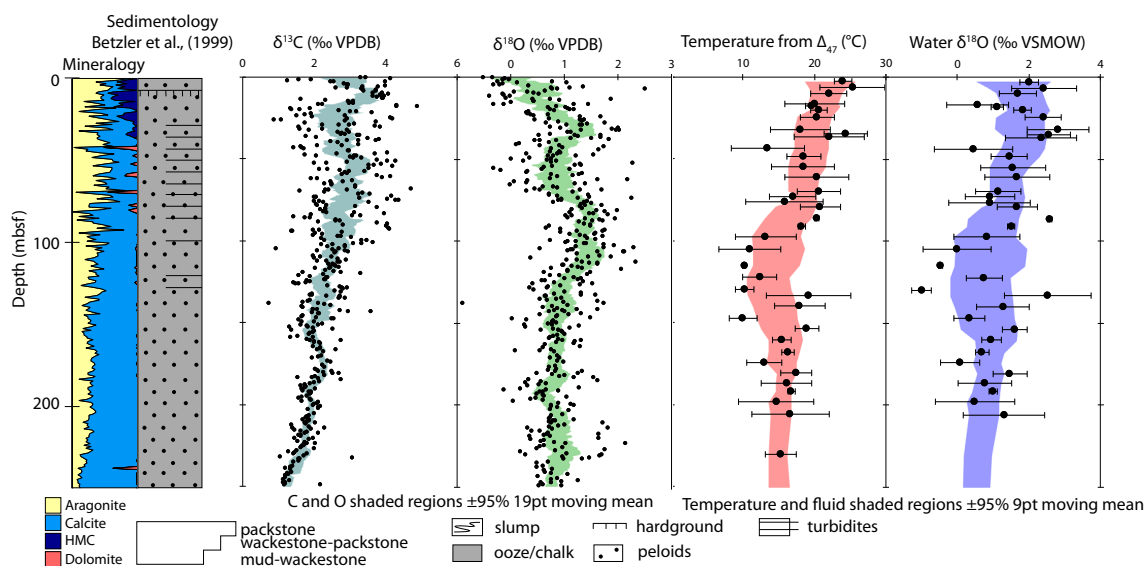 Sedimentology
Betzler et al., (1999)
Mineralogy
δ¹³C (‰ VPDB)
δ¹⁸O (‰ VPDB)
Temperature from Δ₄₇ (°C)
Water δ¹⁸O (‰ VSMOW)
0 2 4 6
0 1 2 3
10 20 30
0 2 4
Depth (mbsf)
0
100
200
C and O shaded regions ±95% 19pt moving mean
Temperature and fluid shaded regions ±95% 9pt moving mean
Aragonite
Calcite
HMC
Dolomite
packstone
wackestone-packstone
mud-wackestone
slump
hardground
turbidites
ooze/chalk
peloids